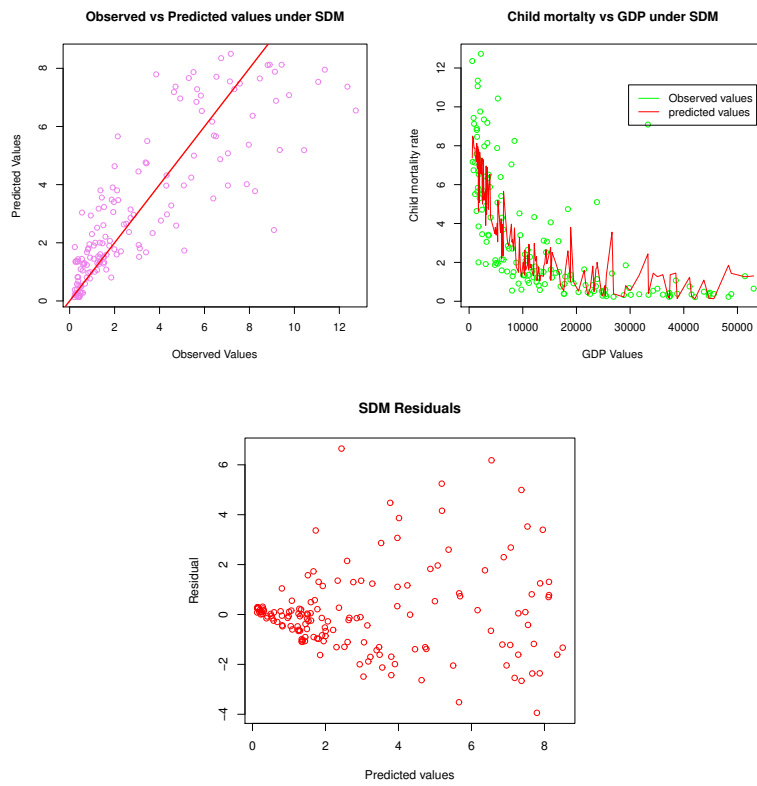 Observed vs Predicted values under SDM
Predicted Values
8
6
4
2
0
0 2 4 6 8 10 12
Observed Values
Child mortalty vs GDP under SDM
Child mortality rate
12
10
8
6
4
2
0
Observed values
predicted values
0 10000 20000 30000 40000 50000
GDP Values
SDM Residuals
Residual
6
4
2
0
−2
−4
0 2 4 6 8
Predicted values